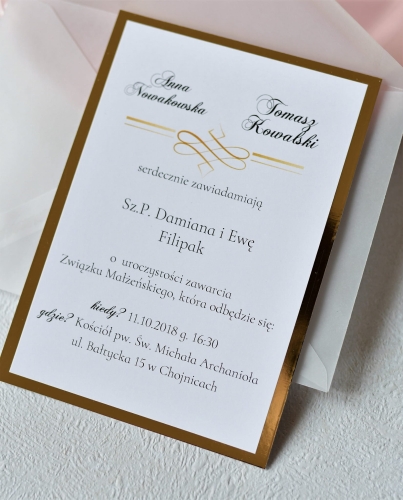 Anna
Nowakowska
Tomasz
Kowalski
serdecznie zawiadamiają
Sz.P. Damiana i Ewę
Filipak
o uroczystości zawarcia
Związku Małżeńskiego, która odbędzie się:
kiedy? 11.10.2018 g. 16:30
gdzie? Kościół pw. Św. Michała Archanioła
ul. Bałtycka 15 w Chojnicach